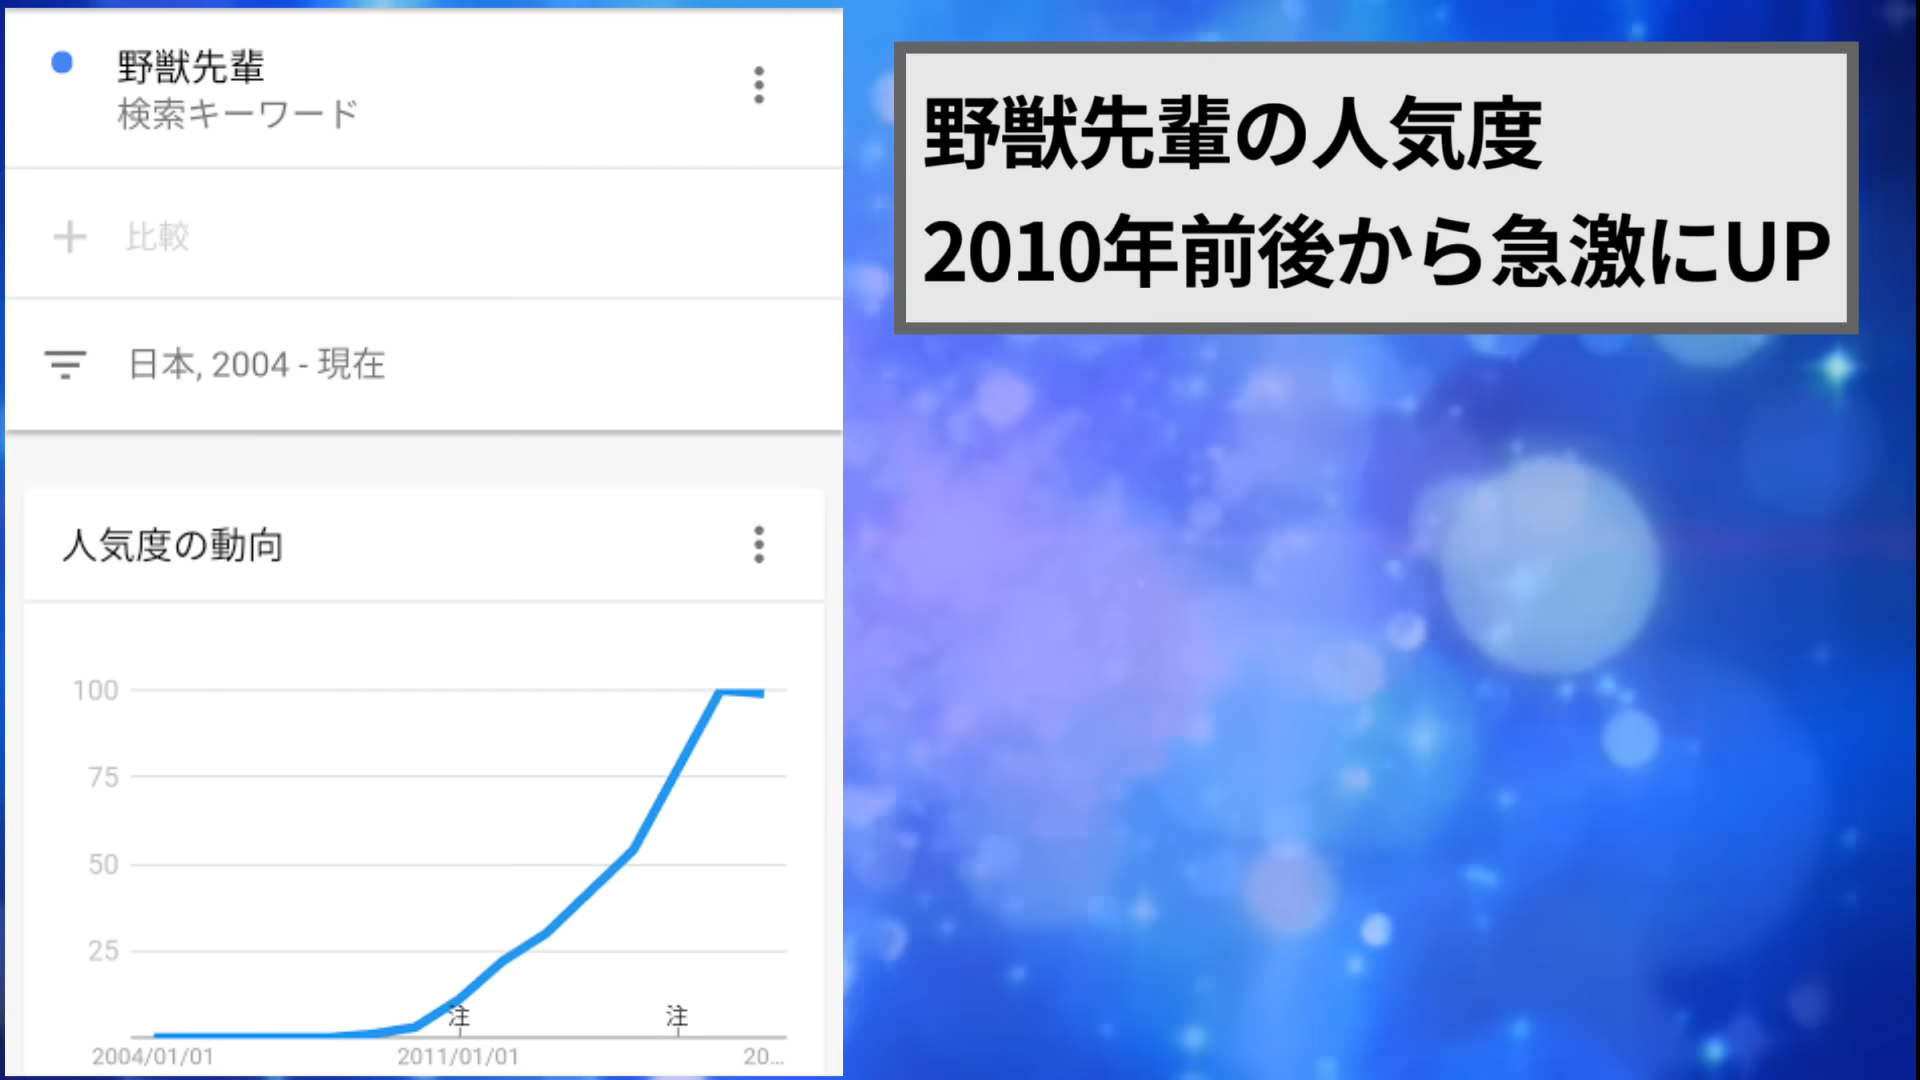 野獣先輩
検索キーワード
比較
日本, 2004 - 現在
人気度の動向
100
75
50
25
注
注
2004/01/01
2011/01/01
20...
野獣先輩の人気度
2010年前後から急激にUP